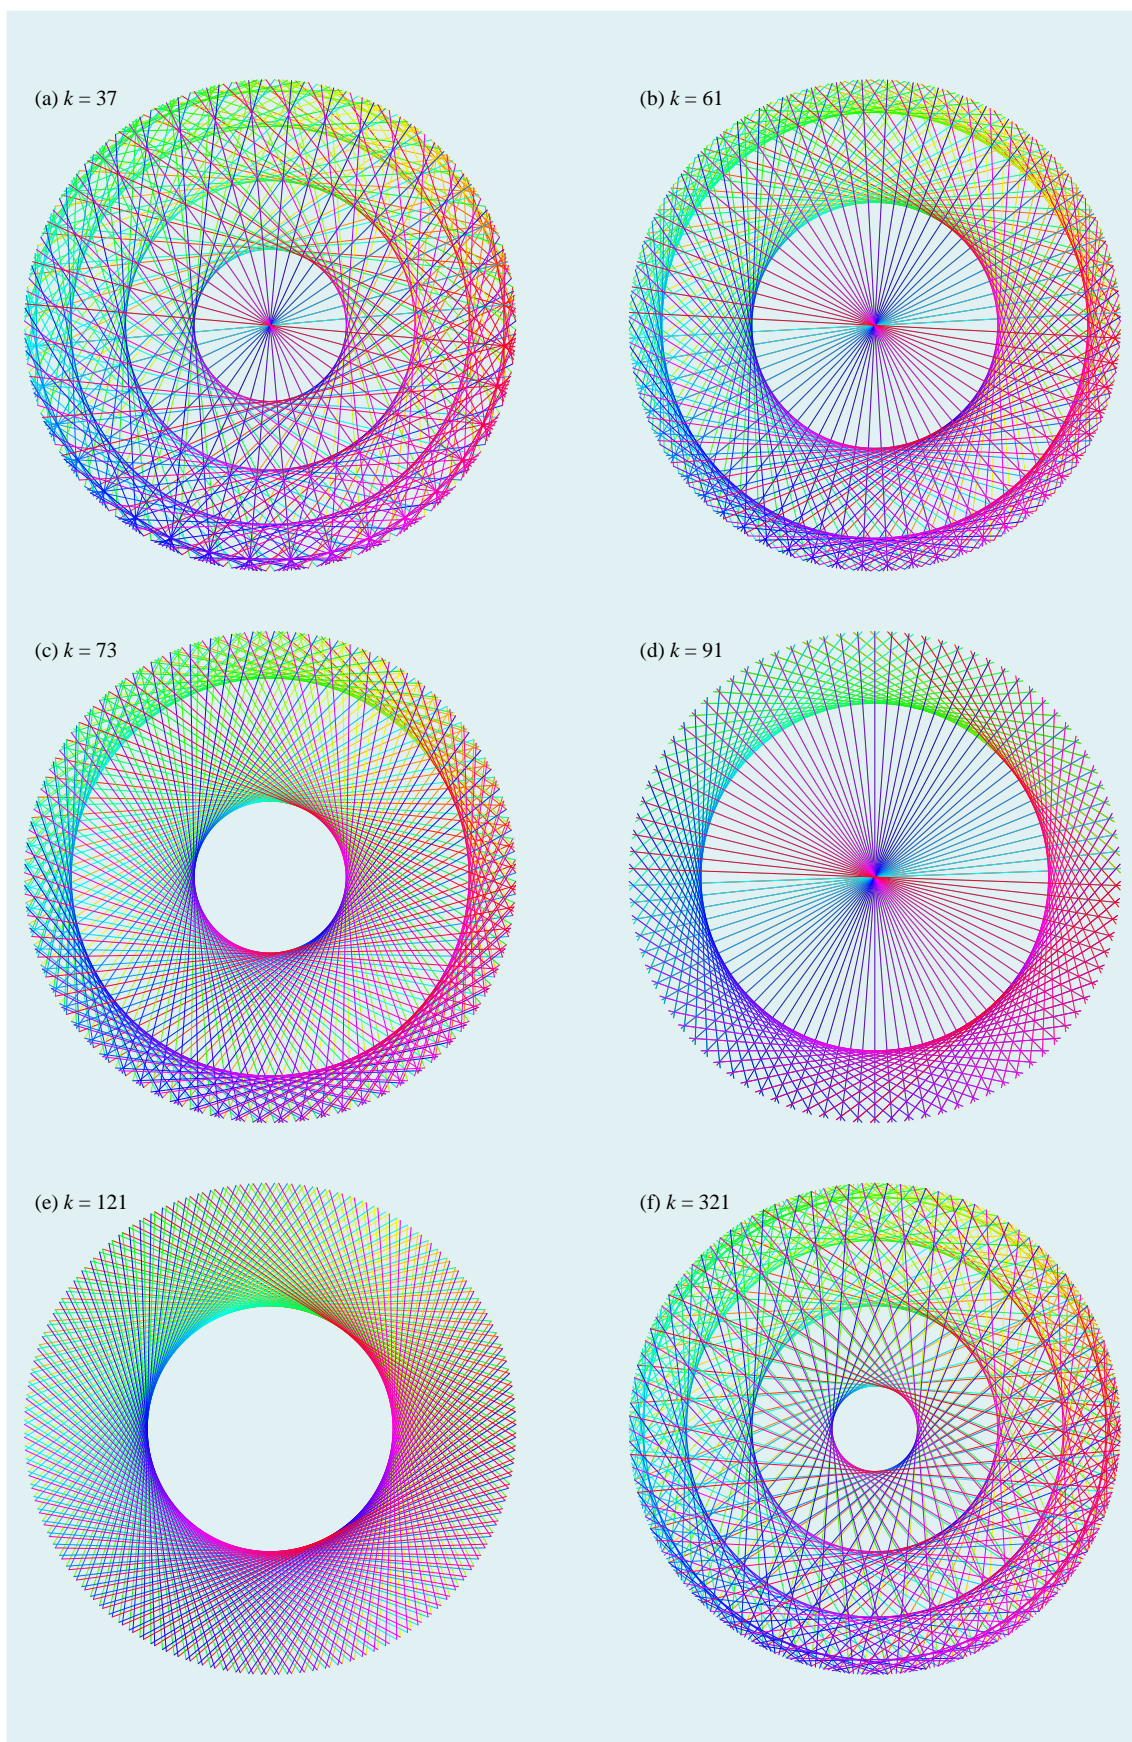 (a) k = 37
(b) k = 61
(c) k = 73
(d) k = 91
(e) k = 121
(f) k = 321